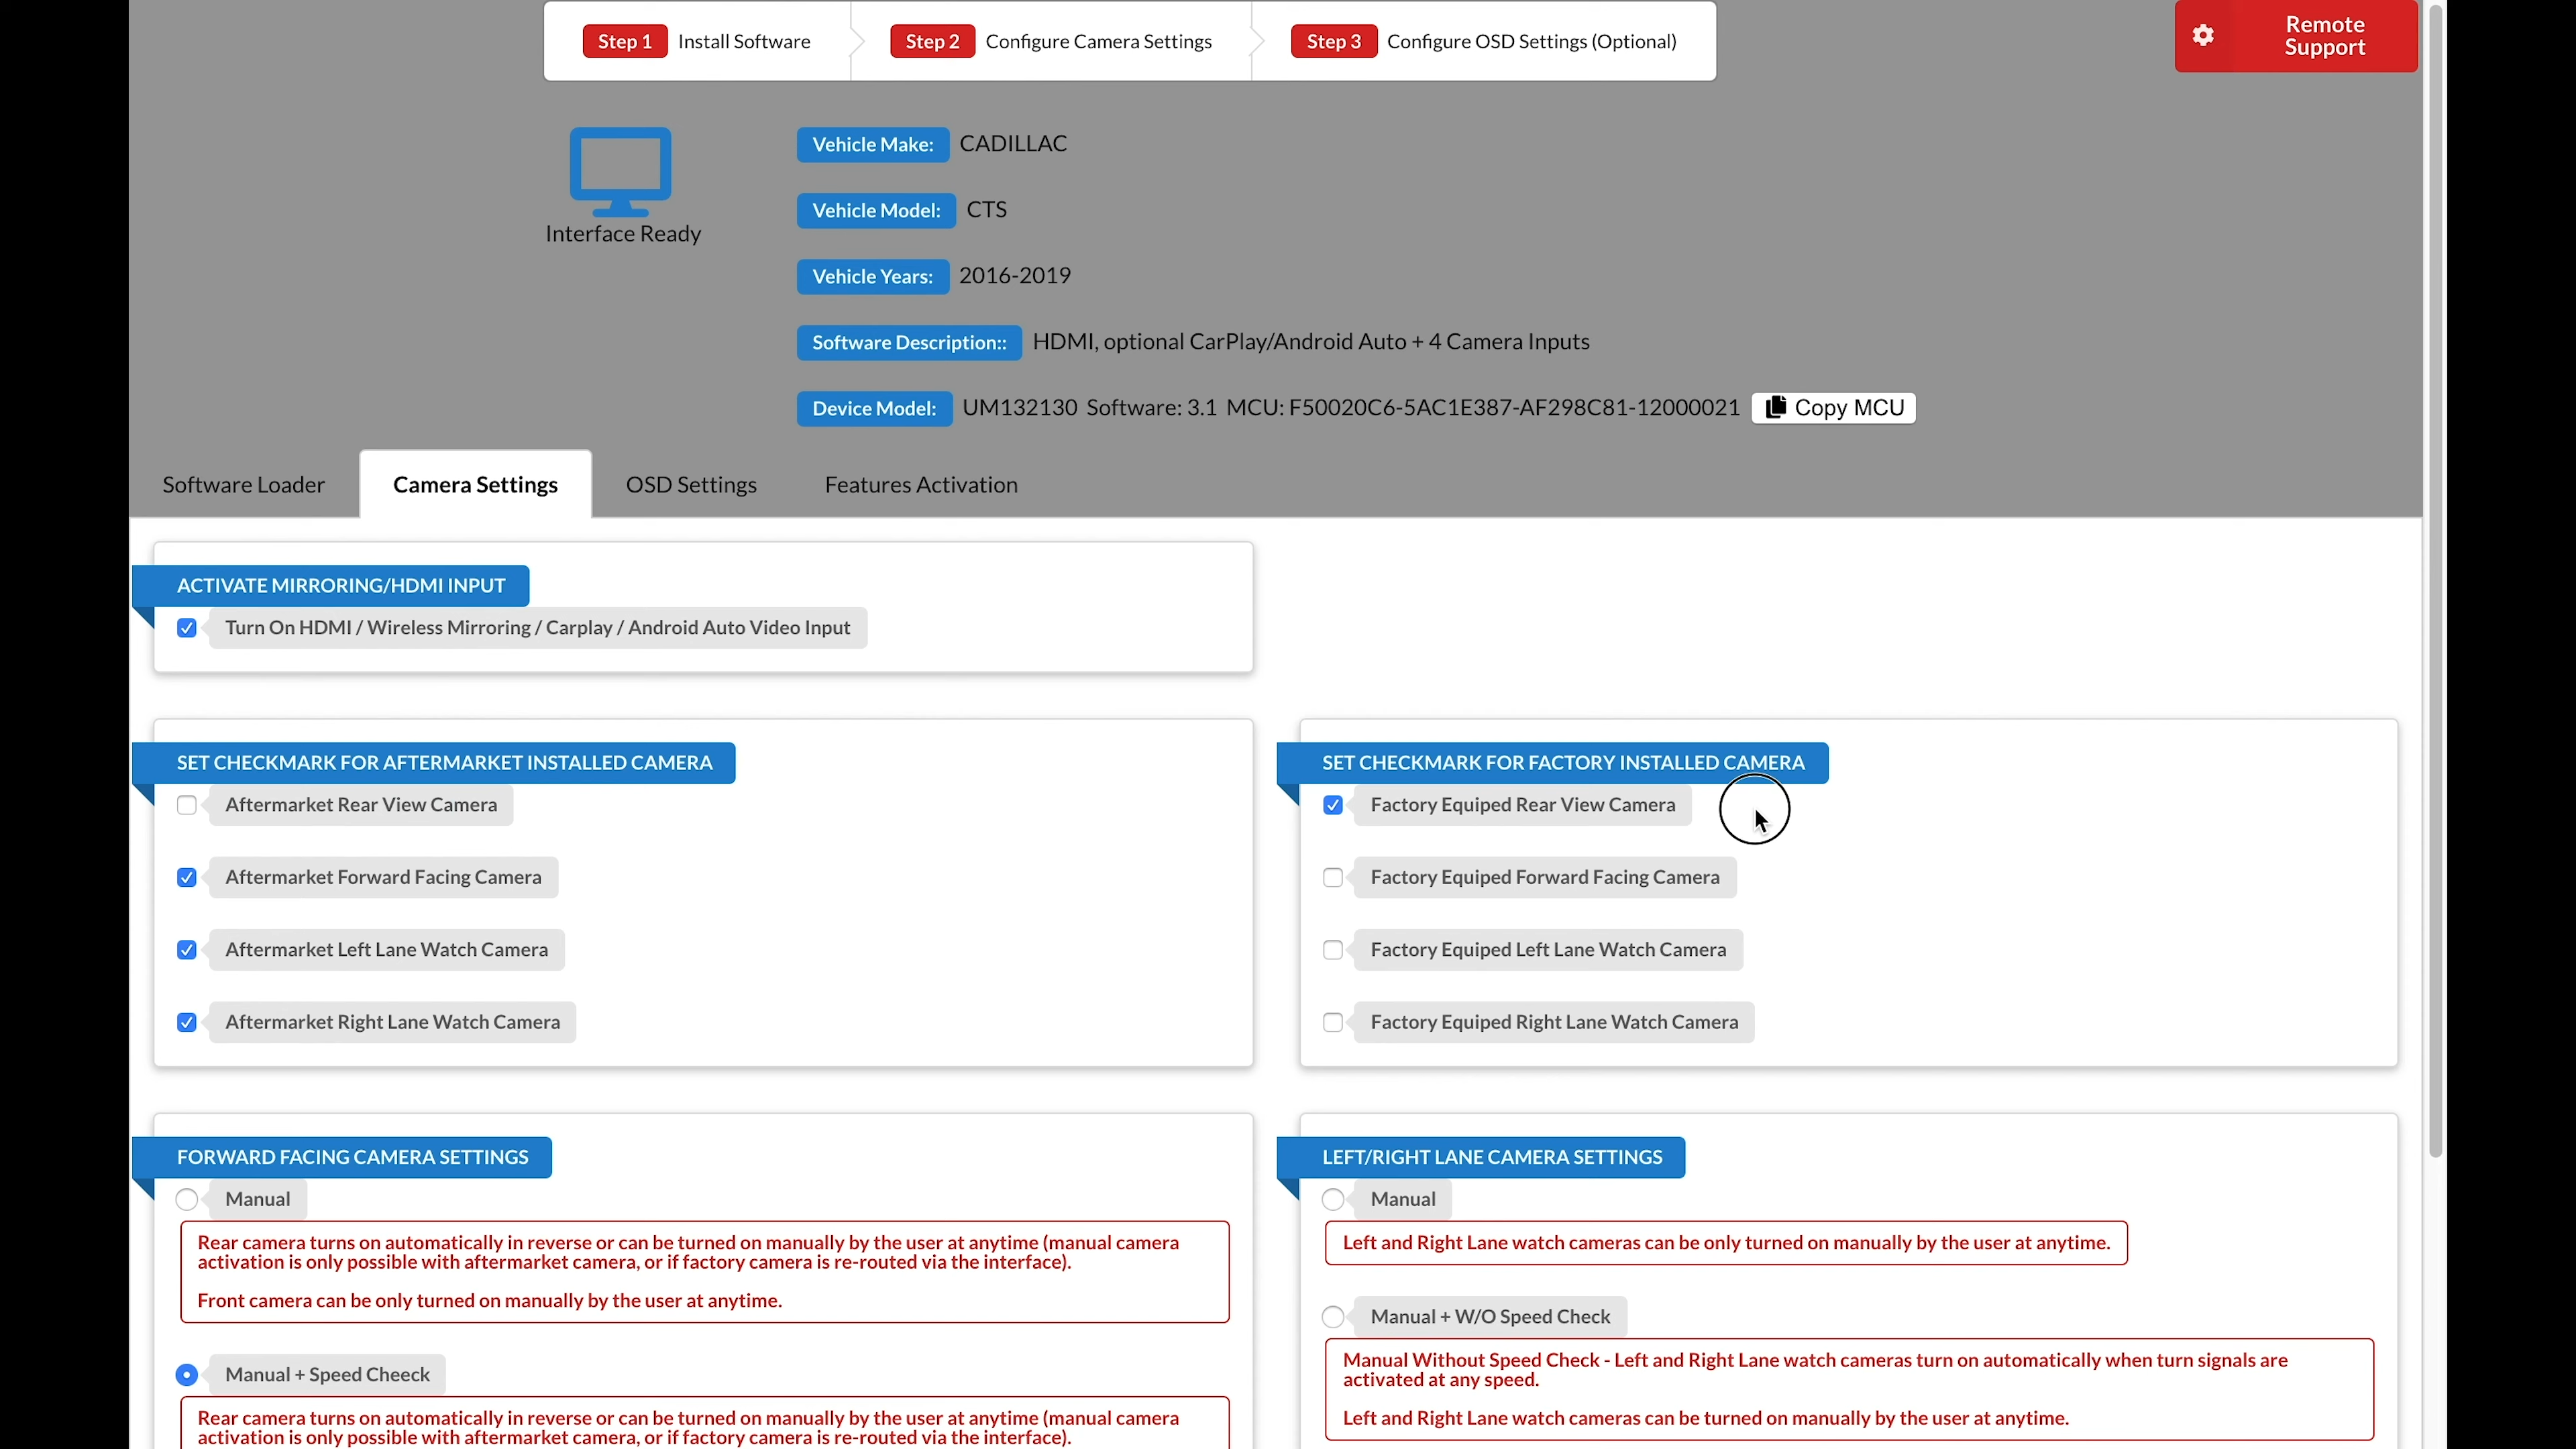 Step 1 Install Software
Step 2 Configure Camera Settings
Step 3 Configure OSD Settings (Optional)
Remote
Support
Interface Ready
Vehicle Make: CADILLAC
Vehicle Model: CTS
Vehicle Years: 2016-2019
Software Description:: HDMI, optional CarPlay/Android Auto + 4 Camera Inputs
Device Model: UM132130 Software: 3.1 MCU: F50020C6-5AC1E387-AF298C81-12000021 Copy MCU
Software Loader
Camera Settings
OSD Settings
Features Activation
ACTIVATE MIRRORING/HDMI INPUT
Turn On HDMI / Wireless Mirroring / Carplay / Android Auto Video Input
SET CHECKMARK FOR AFTERMARKET INSTALLED CAMERA
Aftermarket Rear View Camera
Aftermarket Forward Facing Camera
Aftermarket Left Lane Watch Camera
Aftermarket Right Lane Watch Camera
SET CHECKMARK FOR FACTORY INSTALLED CAMERA
Factory Equiped Rear View Camera
Factory Equiped Forward Facing Camera
Factory Equiped Left Lane Watch Camera
Factory Equiped Right Lane Watch Camera
FORWARD FACING CAMERA SETTINGS
Manual
Rear camera turns on automatically in reverse or can be turned on manually by the user at anytime (manual camera
activation is only possible with aftermarket camera, or if factory camera is re-routed via the interface).
Front camera can be only turned on manually by the user at anytime.
Manual + Speed Cheeck
Rear camera turns on automatically in reverse or can be turned on manually by the user at anytime (manual camera
activation is only possible with aftermarket camera, or if factory camera is re-routed via the interface).
LEFT/RIGHT LANE CAMERA SETTINGS
Manual
Left and Right Lane watch cameras can be only turned on manually by the user at anytime.
Manual + W/O Speed Check
Manual Without Speed Check - Left and Right Lane watch cameras turn on automatically when turn signals are
activated at any speed.
Left and Right Lane watch cameras can be turned on manually by the user at anytime.